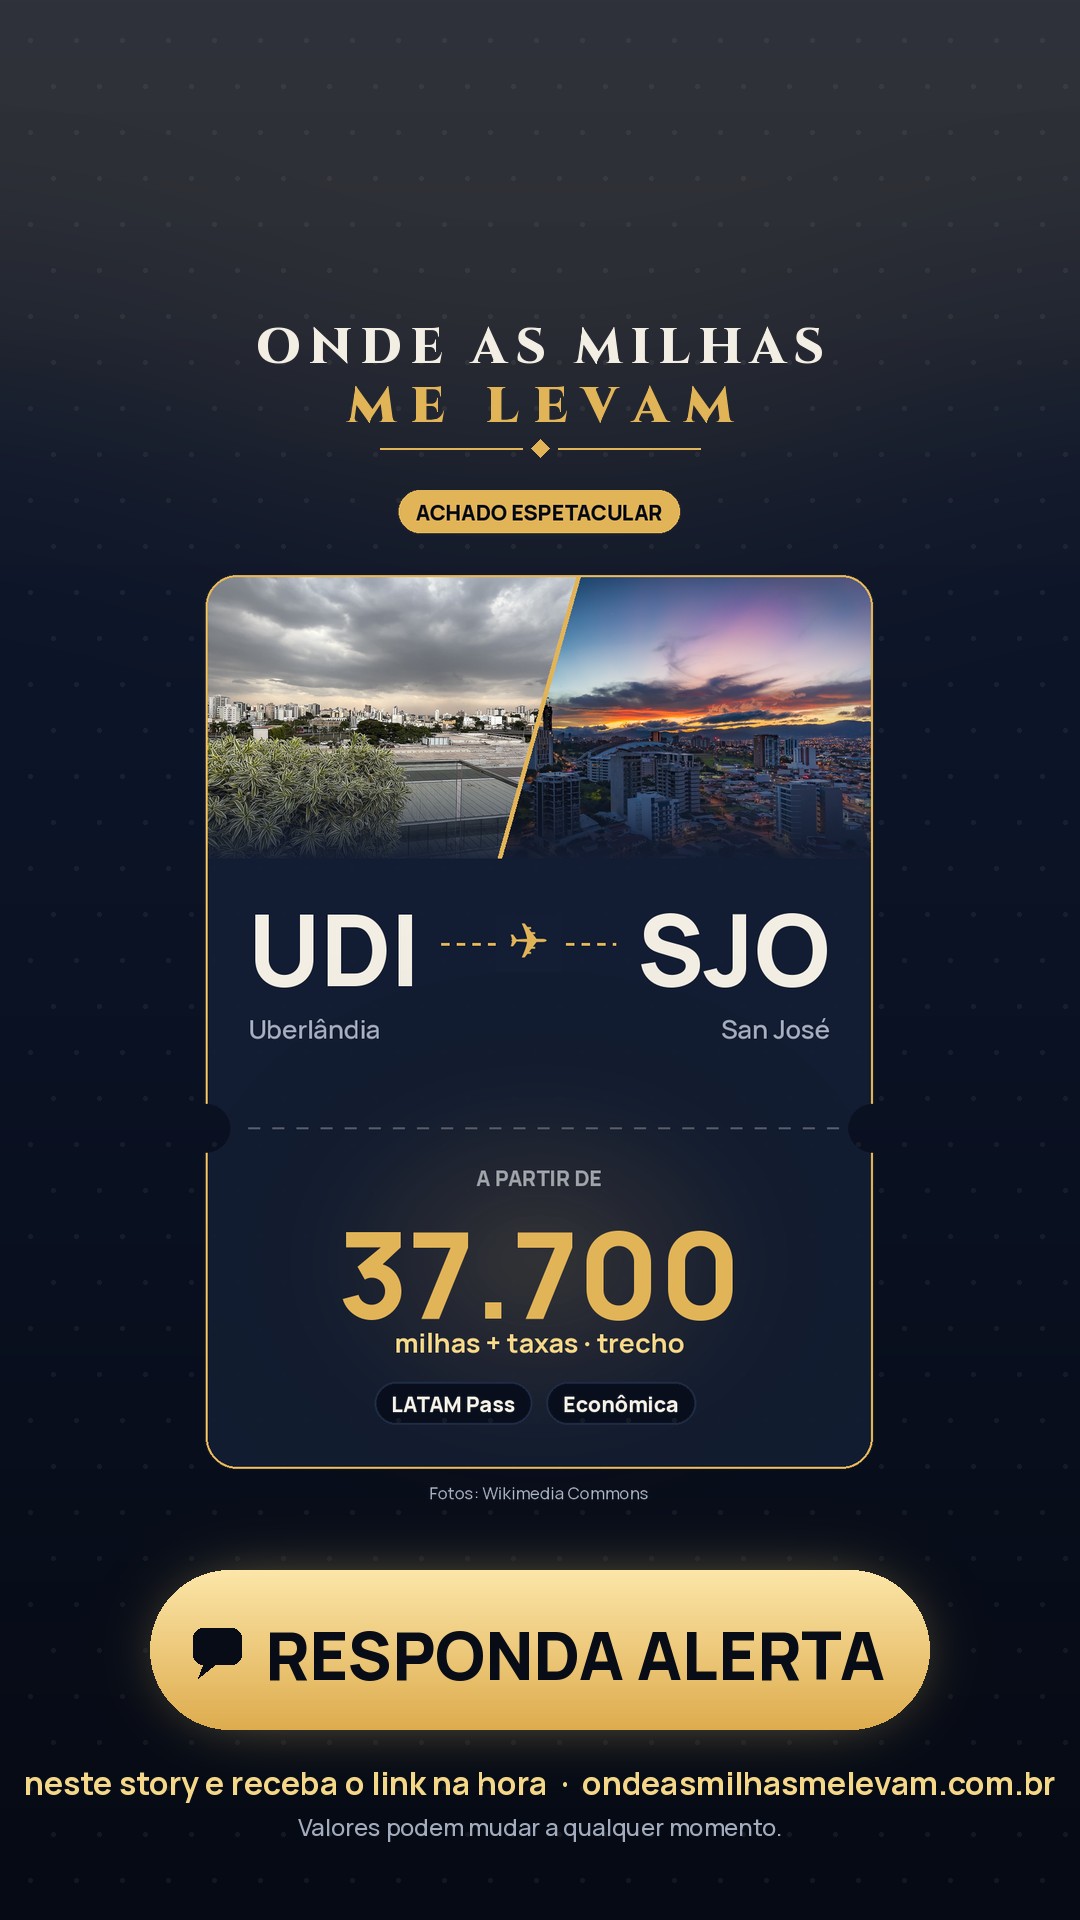 ONDE AS MILHAS
ME LEVAM
ACHADO ESPETACULAR
UDI SJO
Uberlândia San José
A PARTIR DE
37.700
milhas + taxas · trecho
LATAM Pass Econômica
Fotos: Wikimedia Commons
RESPONDA ALERTA
neste story e receba o link na hora · ondeasmilhasmelevam.com.br
Valores podem mudar a qualquer momento.